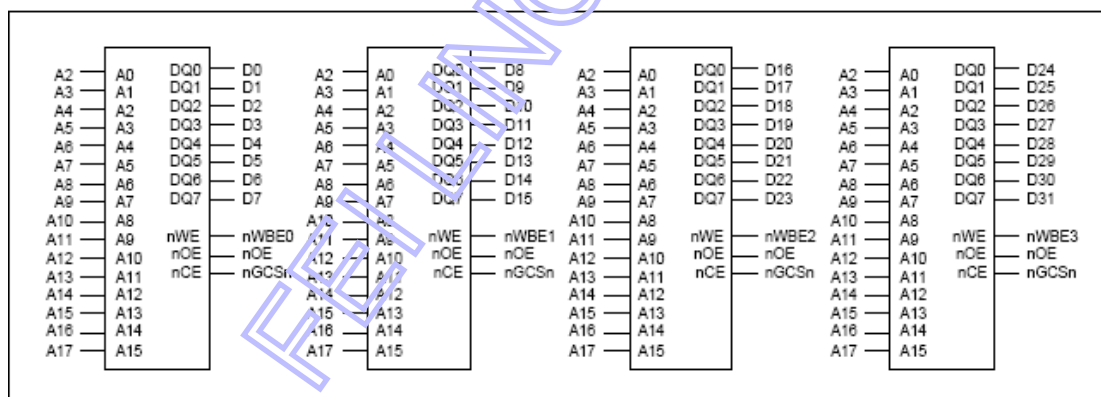 A2 A0 DQ0 D0 A2 A0 DQ0 D8 A2 A0 DQ0 D16 A2 A0 DQ0 D24
A3 A1 DQ1 D1 A3 A1 DQ1 D9 A3 A1 DQ1 D17 A3 A1 DQ1 D25
A4 A2 DQ2 D2 A4 A2 DQ2 D10 A4 A2 DQ2 D18 A4 A2 DQ2 D26
A5 A3 DQ3 D3 A5 A3 DQ3 D11 A5 A3 DQ3 D19 A5 A3 DQ3 D27
A6 A4 DQ4 D4 A6 A4 DQ4 D12 A6 A4 DQ4 D20 A6 A4 DQ4 D28
A7 A5 DQ5 D5 A7 A5 DQ5 D13 A7 A5 DQ5 D21 A7 A5 DQ5 D29
A8 A6 DQ6 D6 A8 A6 DQ6 D14 A8 A6 DQ6 D22 A8 A6 DQ6 D30
A9 A7 DQ7 D7 A9 A7 DQ7 D15 A9 A7 DQ7 D23 A9 A7 DQ7 D31
A10 A8 A10 A8 A10 A8 A10 A8
A11 A9 nWE nWBE0 A11 A9 nWE nWBE1 A11 A9 nWE nWBE2 A11 A9 nWE nWBE3
A12 A10 nOE nOE A12 A10 nOE nOE A12 A10 nOE nOE A12 A10 nOE nOE
A13 A11 nCE nGCSn A13 A11 nCE nGCSn A13 A11 nCE nGCSn A13 A11 nCE nGCSn
A14 A12 A14 A12 A14 A12 A14 A12
A15 A13 A15 A13 A15 A13 A15 A13
A16 A14 A16 A14 A16 A14 A16 A14
A17 A15 A17 A15 A17 A15 A17 A15
FEI LING